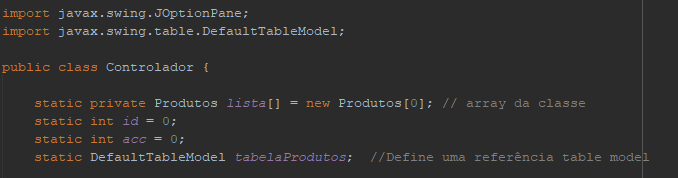 import javax.swing.JOptionPane;
import javax.swing.table.DefaultTableModel;
public class Controlador {
static private Produtos lista[] = new Produtos[0]; // array da classe
static int id = 0;
static int acc = 0;
static DefaultTableModel tabelaProdutos;  //Define uma referência table model